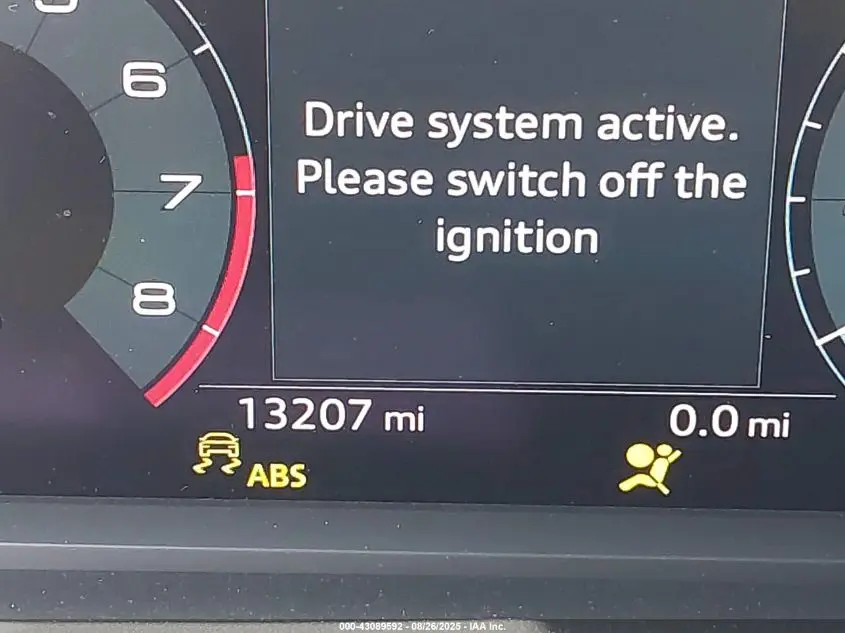 6
7
8
Drive system active.
Please switch off the
ignition
13207 mi
0.0 mi
ABS
000-43089592 - 08/26/2025 - IAA Inc.